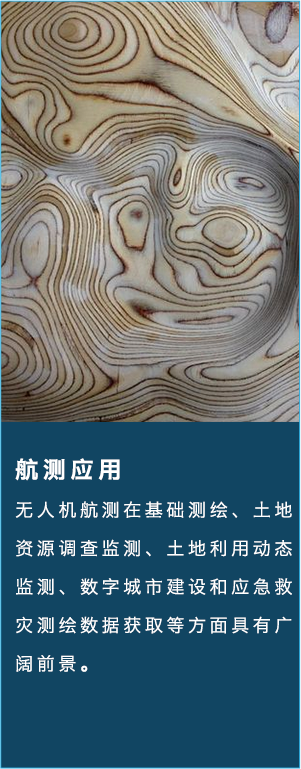 航测应用
无人机航测在基础测绘、土地
资源调查监测、土地利用动态
监测、数字城市建设和应急救
灾测绘数据获取等方面具有广
阔前景。